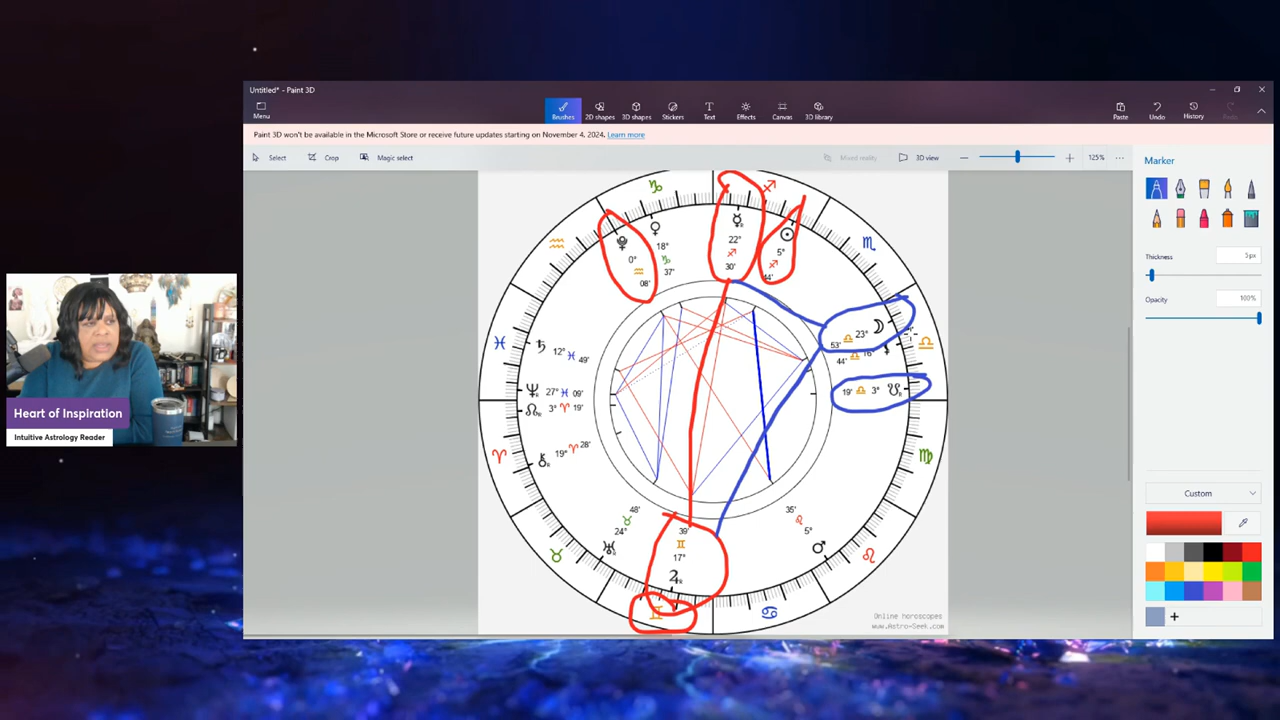 Untitled* - Paint 3D
Menu
Brushes
2D shapes
3D shapes
Stickers
Text
Effects
Canvas
3D library
Paste
Undo
History
Redo
Paint 3D won't be available in the Microsoft Store or receive future updates starting on November 4, 2024. Learn more
Select
Crop
Magic select
Mixed reality
3D view
125%
Marker
Thickness
5px
Opacity
100%
Custom
22°
30'
5°
44'
18°
37'
0°
08'
12° 49'
27° 09'
3° 19'
19° 28'
48'
24°
39'
17°
35'
5°
53' 23°
44' 16°
19' 3°
Online horoscopes
www.Astro-Seek.com
Heart of Inspiration
Intuitive Astrology Reader